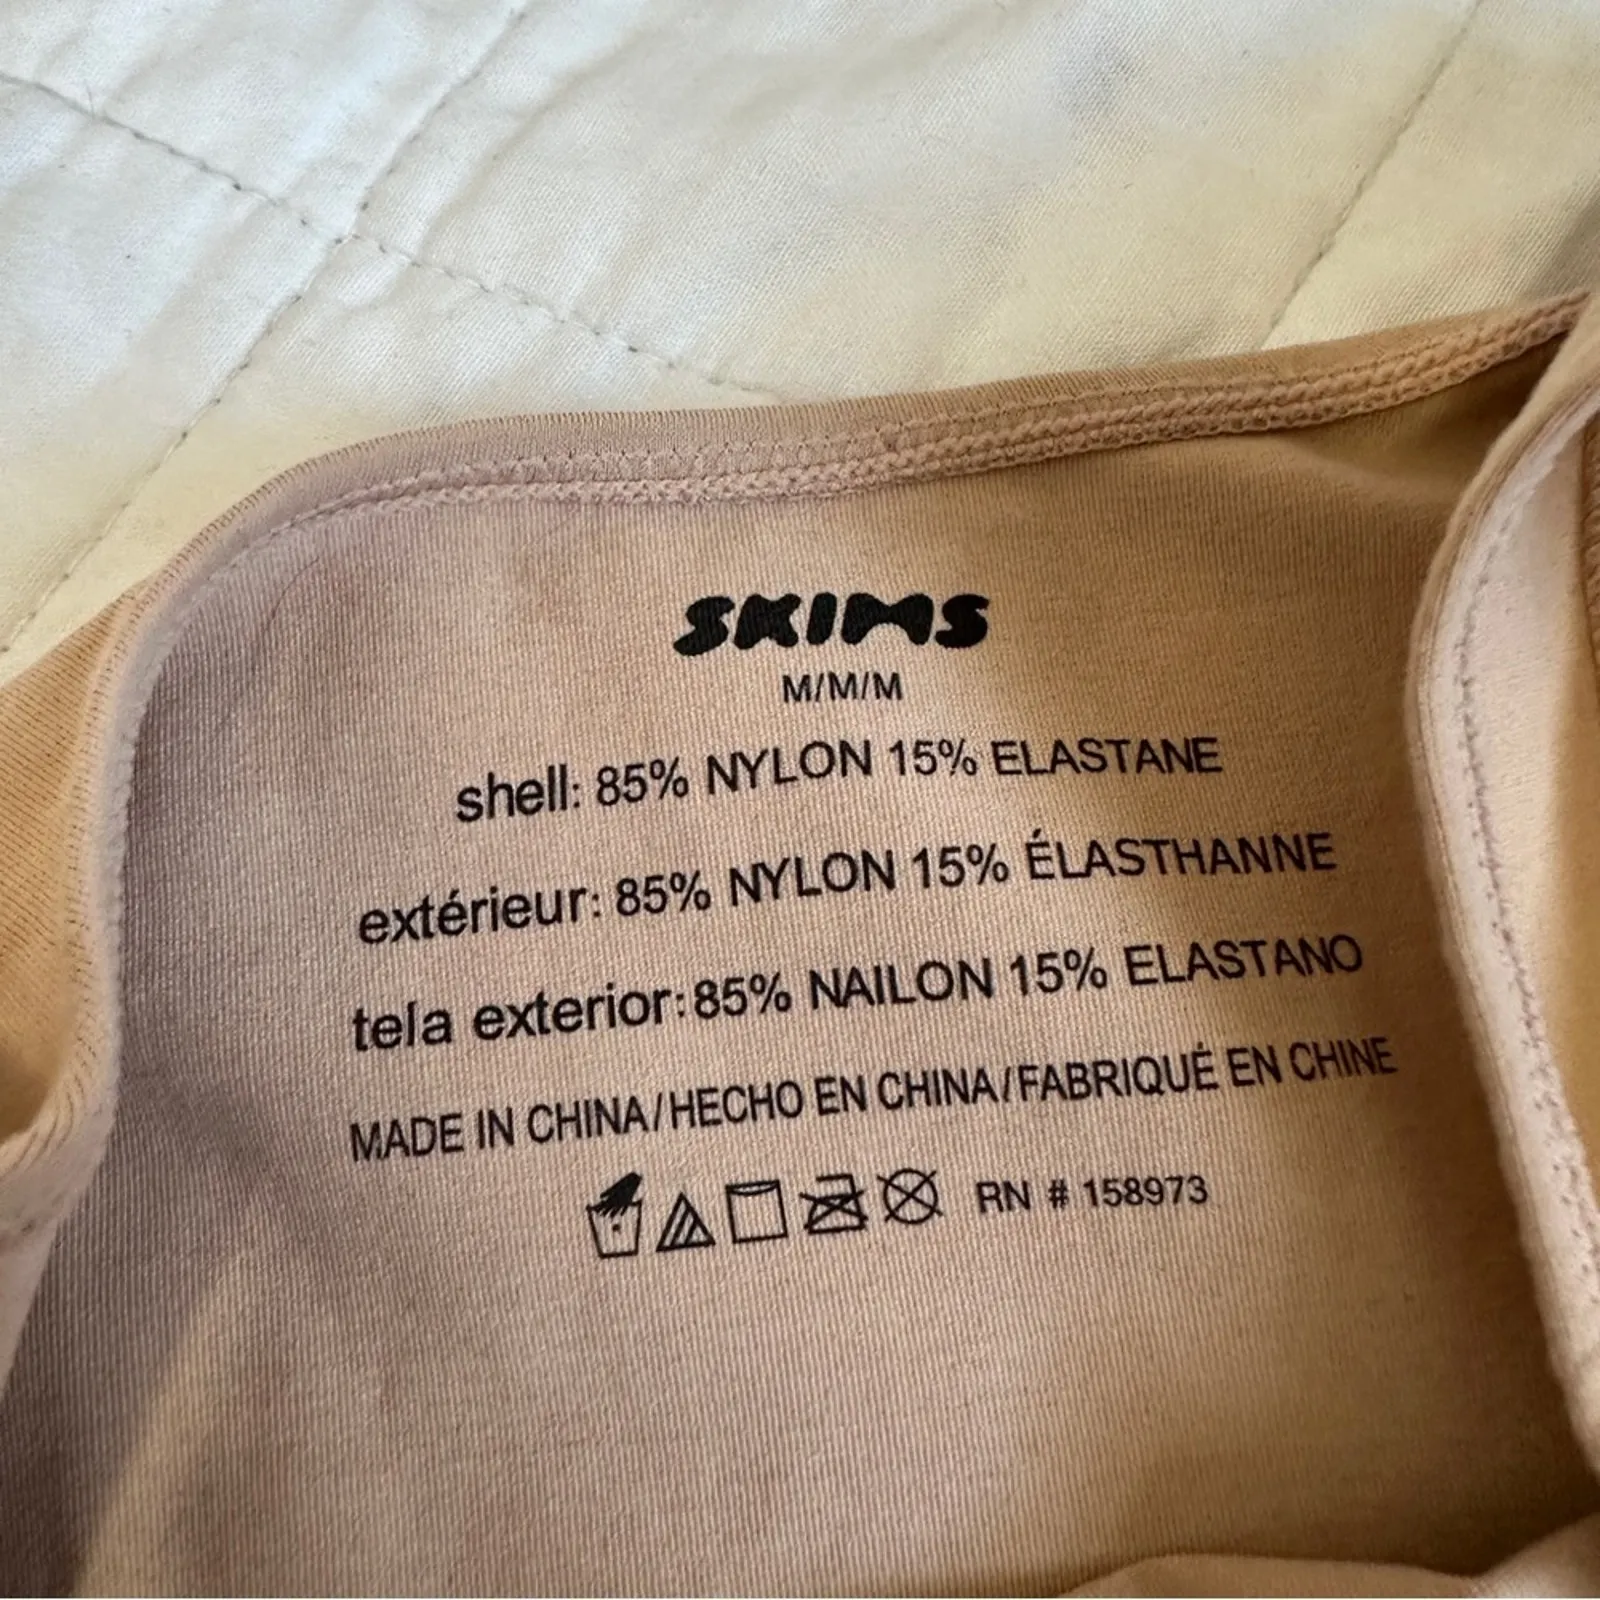 SKIMS
M/M/M
shell: 85% NYLON 15% ELASTANE
extérieur: 85% NYLON 15% ÉLASTHANNE
tela exterior:85% NAILON 15% ELASTANO
MADE IN CHINA/HECHO EN CHINA/FABRIQUÉ EN CHINE
RN # 158973